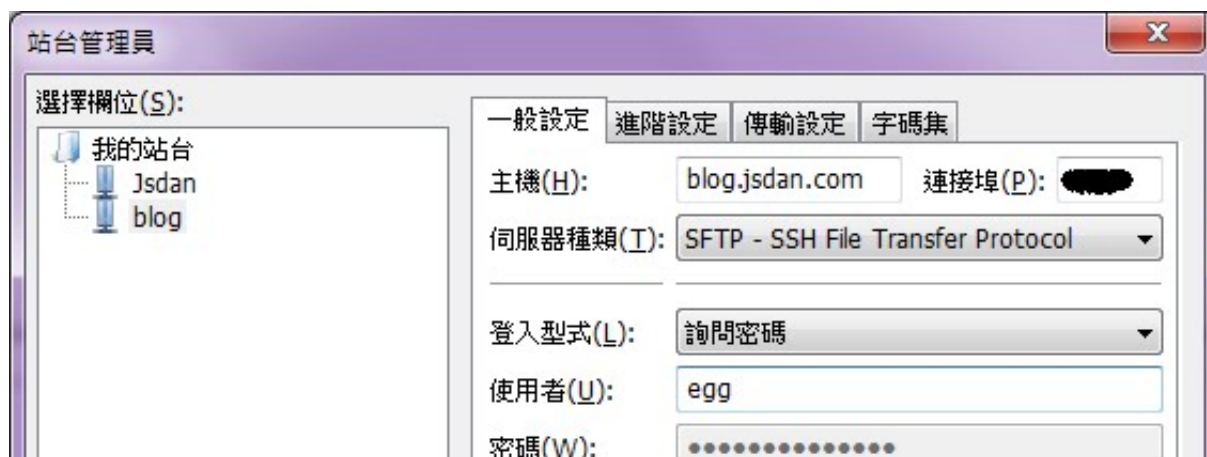 站台管理員
選擇欄位(S):
我的站台
Jsdan
blog
一般設定 進階設定 傳輸設定 字碼集
主機(H): blog.jsdan.com 連接埠(P):
伺服器種類(T): SFTP - SSH File Transfer Protocol
登入型式(L): 詢問密碼
使用者(U): egg
密碼(W): ●●●●●●●●●●●●●●